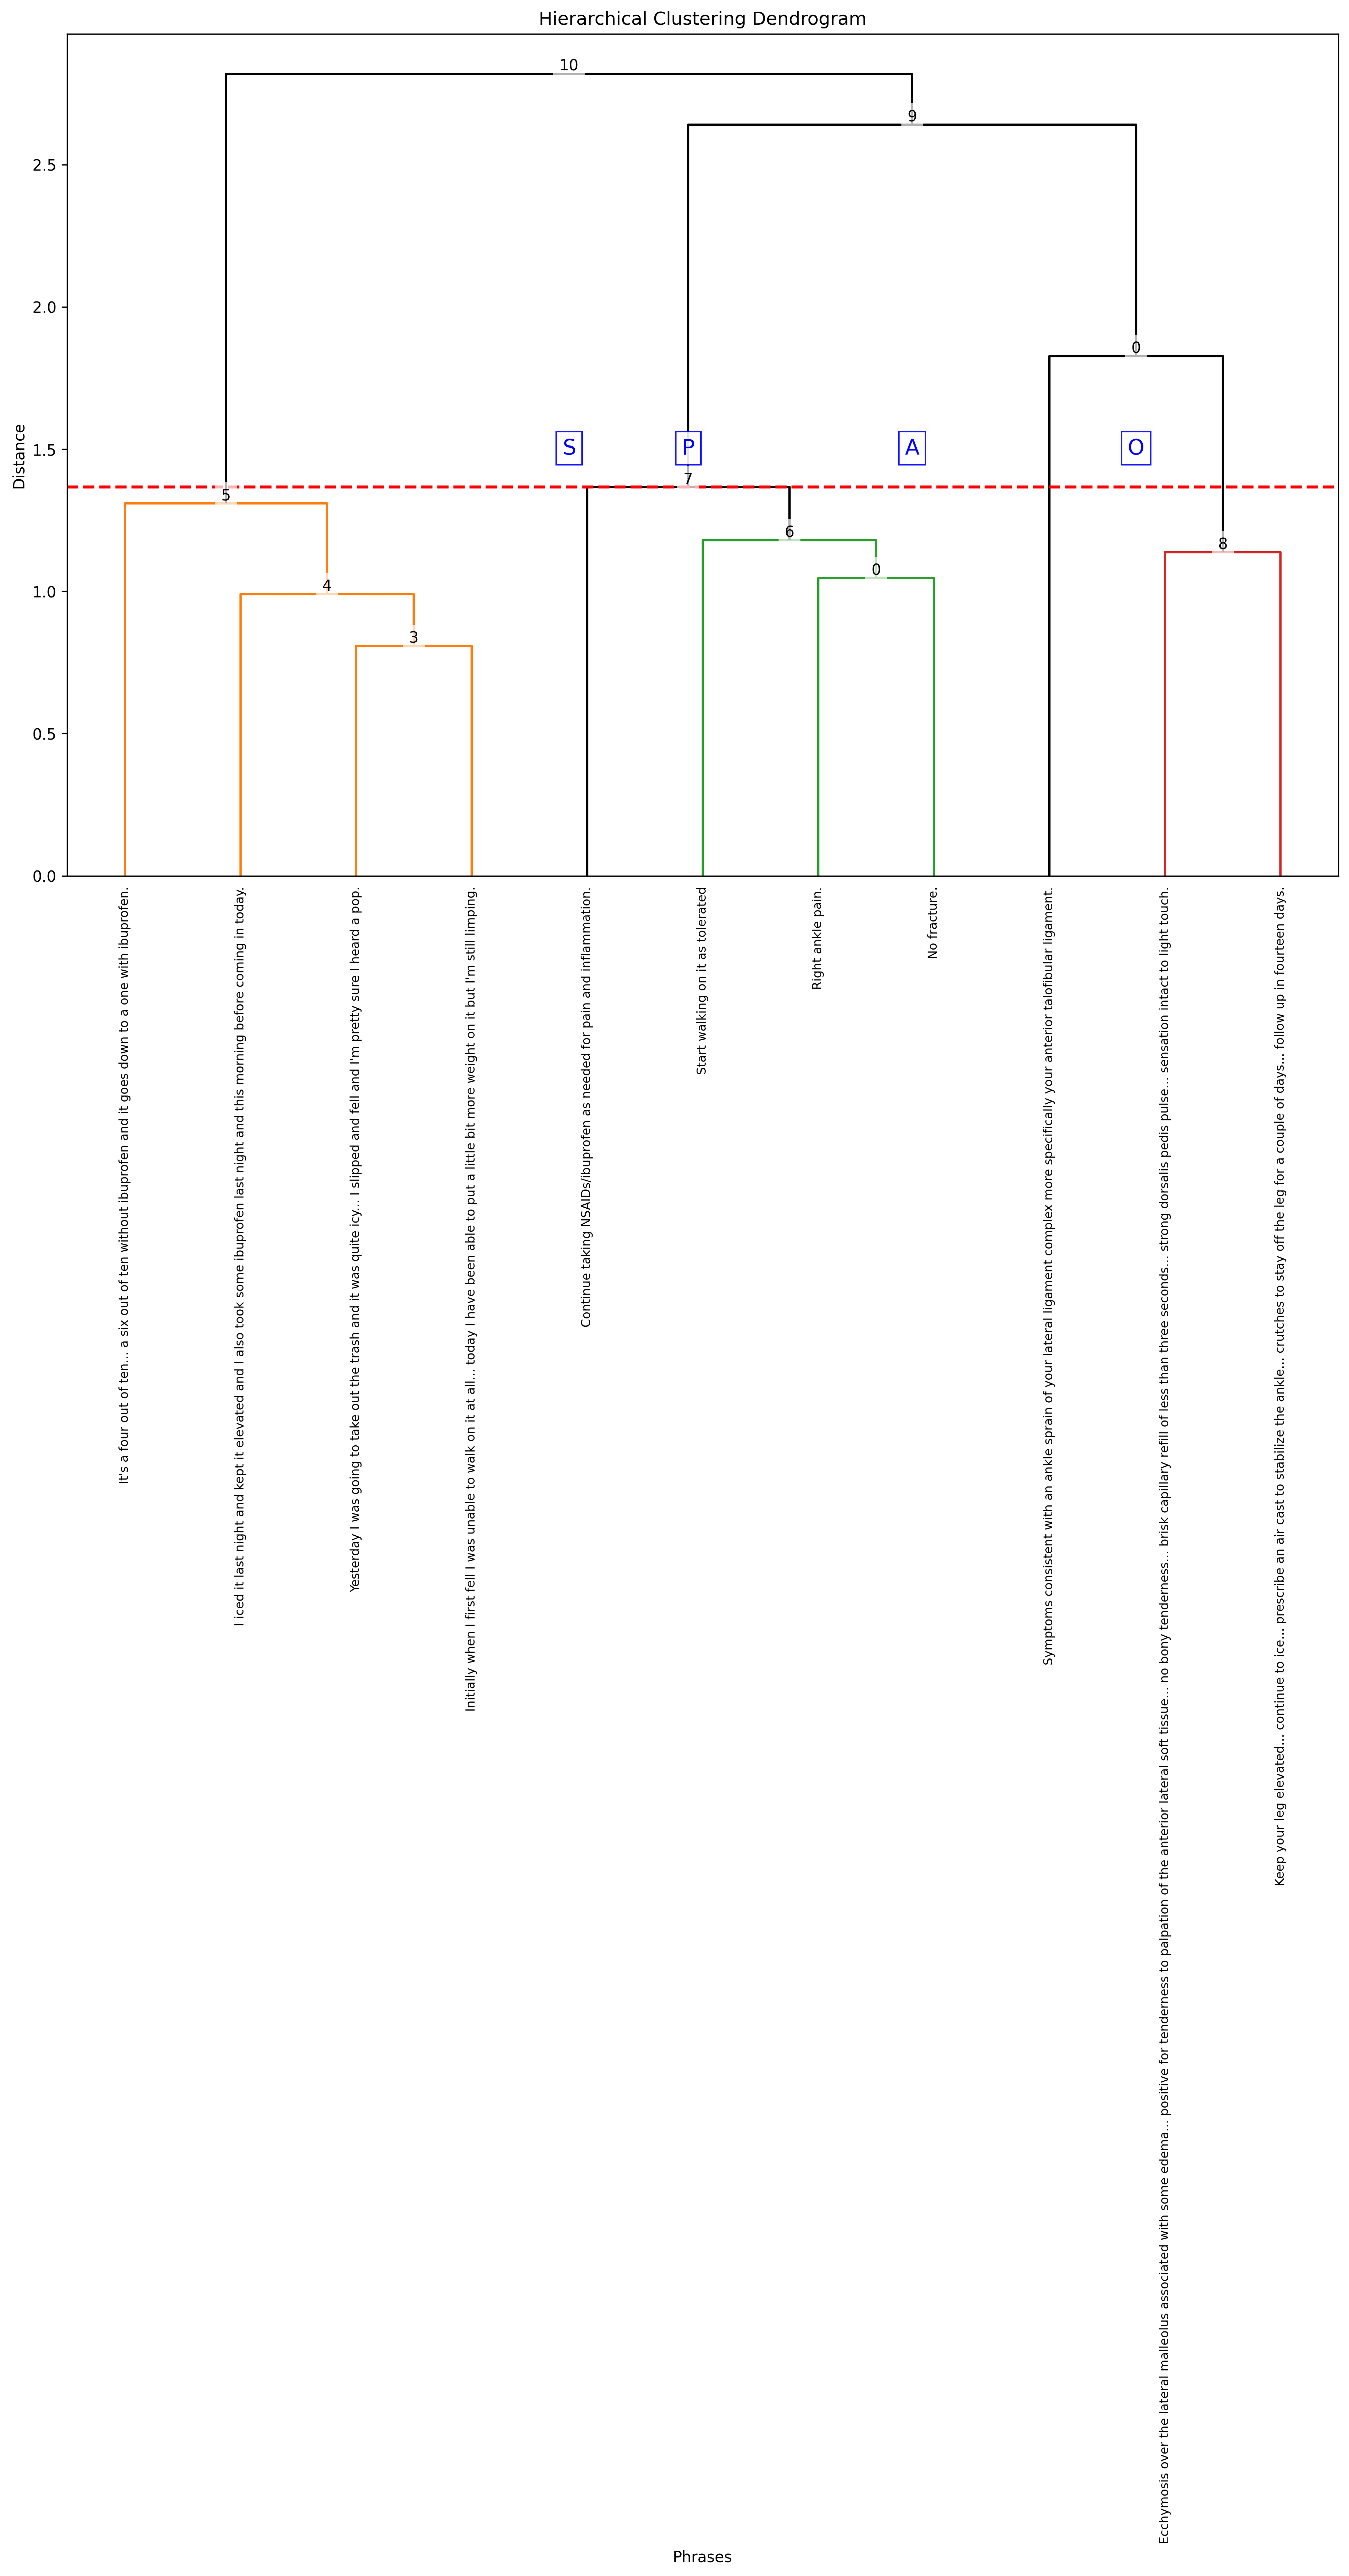 Hierarchical Clustering Dendrogram
10
9
2.5
2.0
0
1.5
S
P
A
O
Distance
7
5
6
8
0
1.0
4
3
0.5
0.0
It's a four out of ten... a six out of ten without ibuprofen and it goes down to a one with ibuprofen.
I iced it last night and kept it elevated and I also took some ibuprofen last night and this morning before coming in today.
Yesterday I was going to take out the trash and it was quite icy... I slipped and fell and I'm pretty sure I heard a pop.
Initially when I first fell I was unable to walk on it at all... today I have been able to put a little bit more weight on it but I'm still limping.
Continue taking NSAIDs/ibuprofen as needed for pain and inflammation.
Start walking on it as tolerated
Right ankle pain.
No fracture.
Symptoms consistent with an ankle sprain of your lateral ligament complex more specifically your anterior talofibular ligament.
Ecchymosis over the lateral malleolus associated with some edema... positive for tenderness to palpation of the anterior lateral soft tissue... no bony tenderness... brisk capillary refill of less than three seconds... strong dorsalis pedis pulse... sensation intact to light touch.
Keep your leg elevated... continue to ice... prescribe an air cast to stabilize the ankle... crutches to stay off the leg for a couple of days... follow up in fourteen days.
Phrases